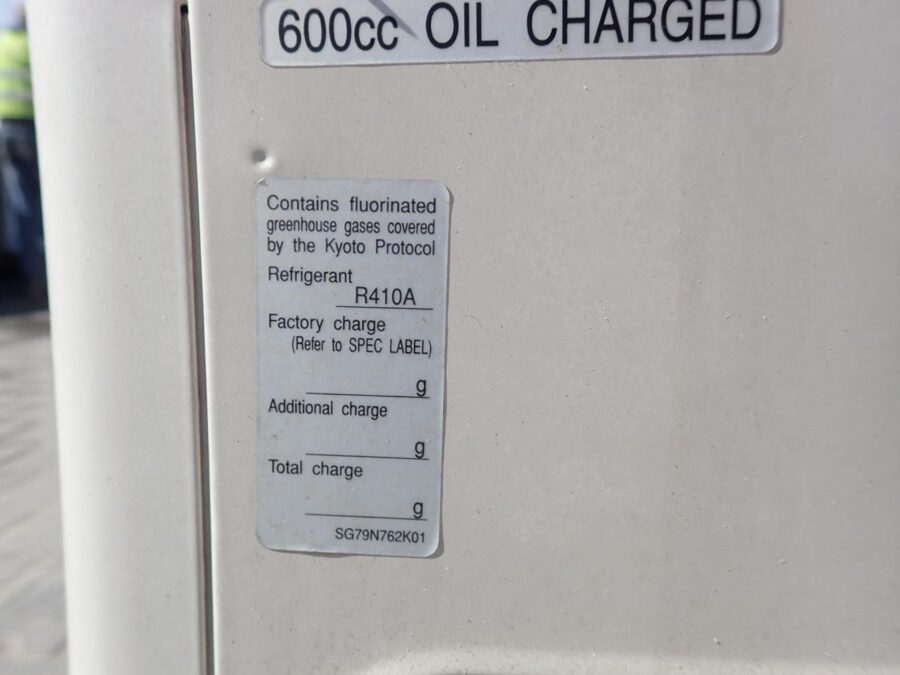 600cc OIL CHARGED
Contains fluorinated
greenhouse gases covered
by the Kyoto Protocol
Refrigerant
R410A
Factory charge
(Refer to SPEC LABEL)
g
Additional charge
g
Total charge
g
SG79N762K01